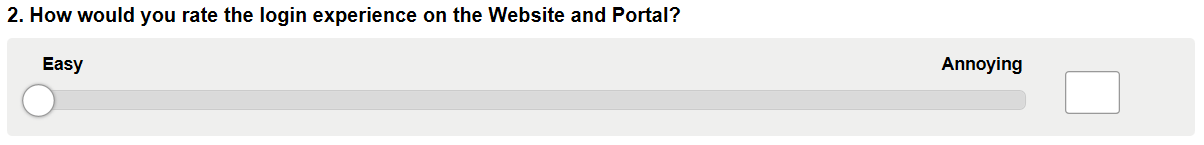 2. How would you rate the login experience on the Website and Portal?
Easy
Annoying